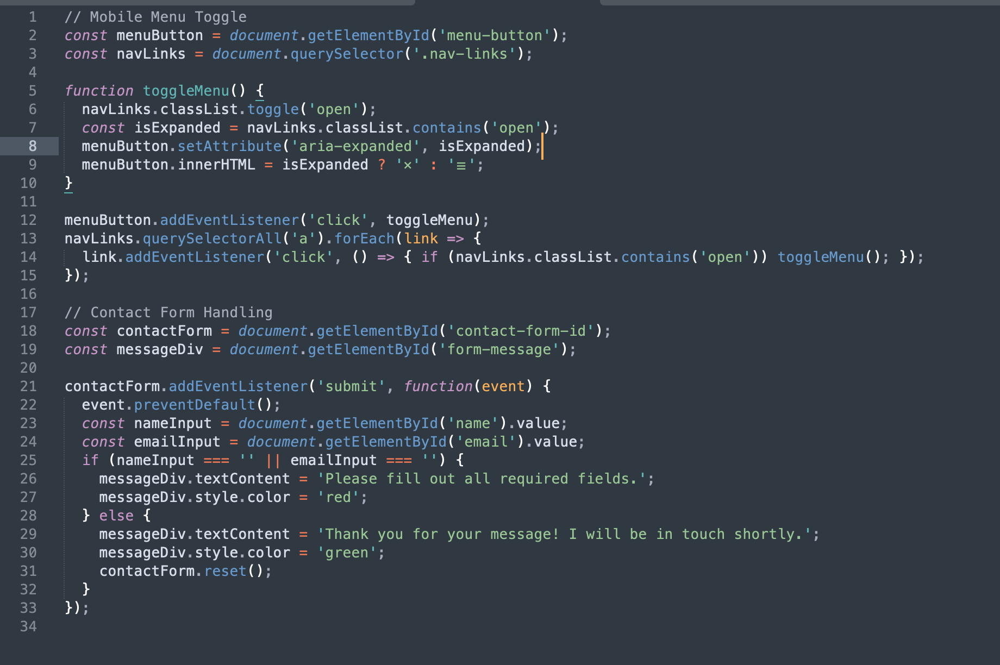 1 // Mobile Menu Toggle
2 const menuButton = document.getElementById('menu-button');
3 const navLinks = document.querySelector('.nav-links');
4
5 function toggleMenu() {
6   navLinks.classList.toggle('open');
7   const isExpanded = navLinks.classList.contains('open');
8   menuButton.setAttribute('aria-expanded', isExpanded);
9   menuButton.innerHTML = isExpanded ? '×' : '≡';
10 }
11
12 menuButton.addEventListener('click', toggleMenu);
13 navLinks.querySelectorAll('a').forEach(link => {
14   link.addEventListener('click', () => { if (navLinks.classList.contains('open')) toggleMenu(); });
15 });
16
17 // Contact Form Handling
18 const contactForm = document.getElementById('contact-form-id');
19 const messageDiv = document.getElementById('form-message');
20
21 contactForm.addEventListener('submit', function(event) {
22   event.preventDefault();
23   const nameInput = document.getElementById('name').value;
24   const emailInput = document.getElementById('email').value;
25   if (nameInput === '' || emailInput === '') {
26     messageDiv.textContent = 'Please fill out all required fields.';
27     messageDiv.style.color = 'red';
28   } else {
29     messageDiv.textContent = 'Thank you for your message! I will be in touch shortly.';
30     messageDiv.style.color = 'green';
31     contactForm.reset();
32   }
33 });
34